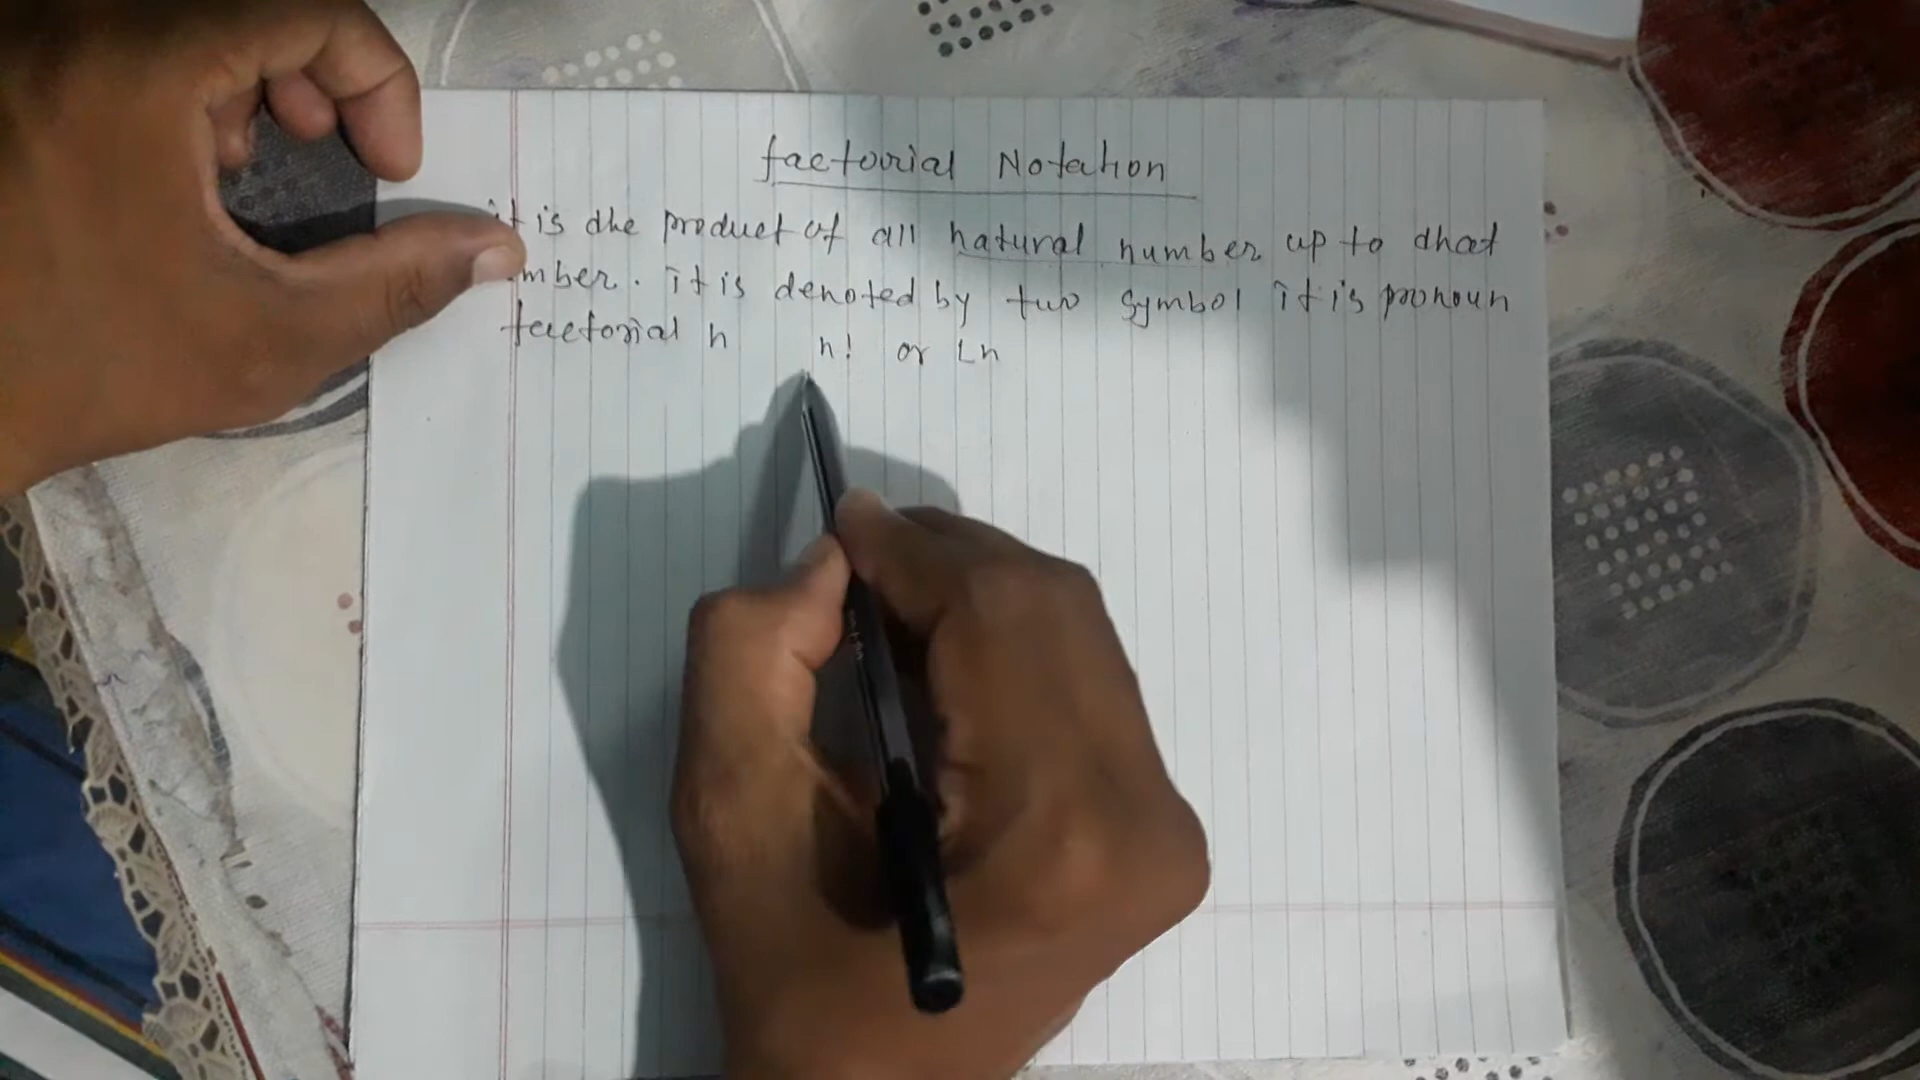 factorial Notation
it is the product of all natural number up to that
mber. it is denoted by two symbol it is pronoun
factorial n n! or Ln